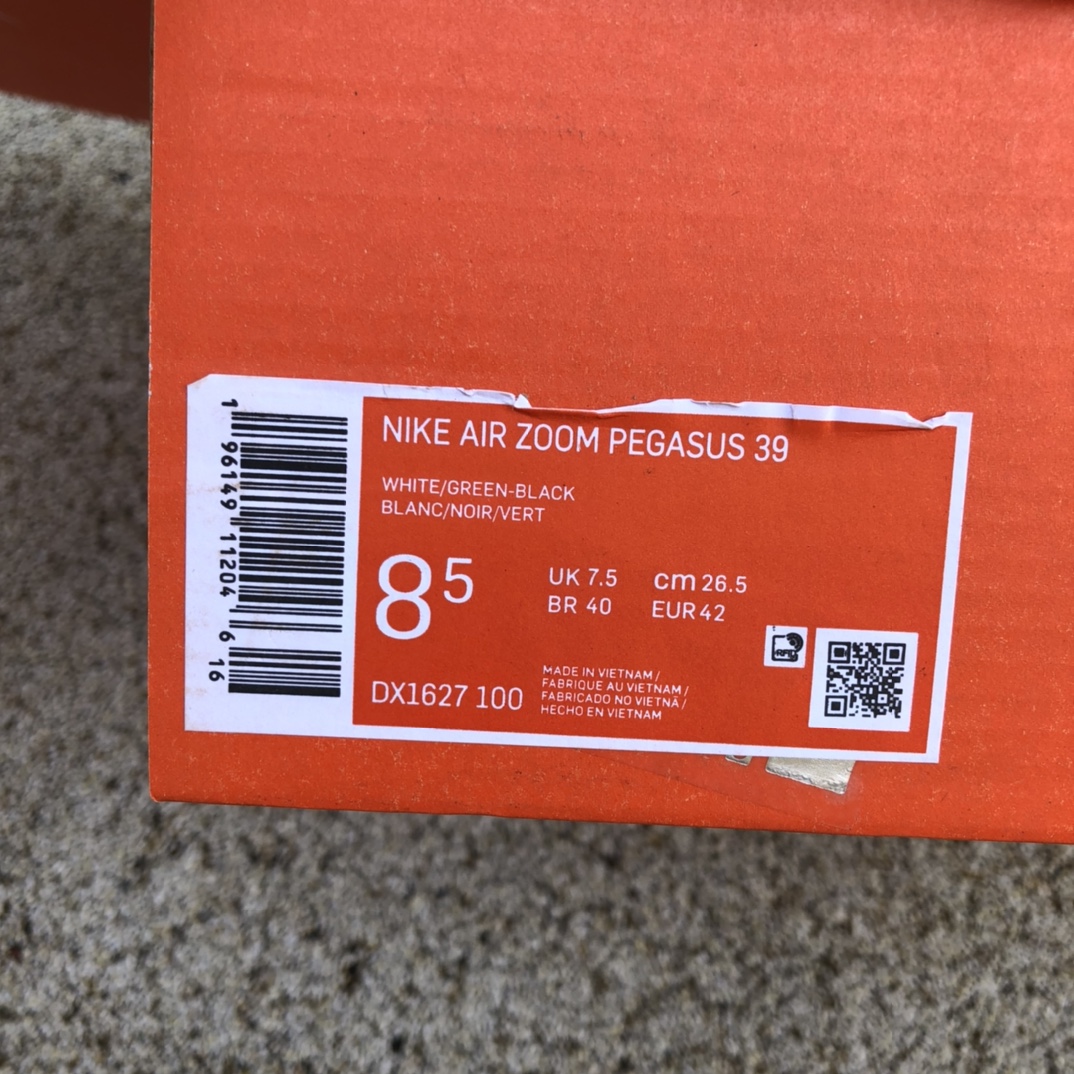 1 96149 11204 6 16
NIKE AIR ZOOM PEGASUS 39
WHITE/GREEN-BLACK
BLANC/NOIR/VERT
8 5
UK 7.5 cm 26.5
BR 40 EUR 42
DX1627 100
MADE IN VIETNAM /
FABRIQUE AU VIETNAM /
FABRICADO NO VIETNÃ /
HECHO EN VIETNAM
RFID